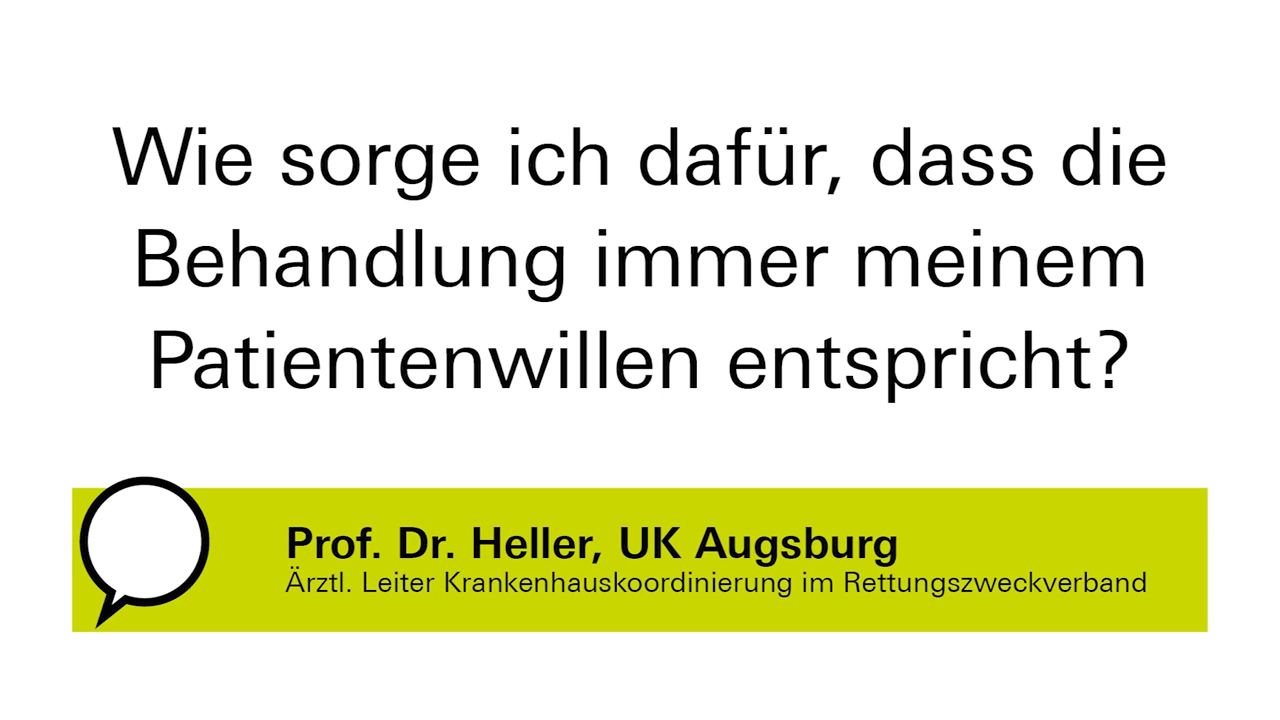 Wie sorge ich dafür, dass die
Behandlung immer meinem
Patientenwillen entspricht?
Prof. Dr. Heller, UK Augsburg
Ärztl. Leiter Krankenhauskoordinierung im Rettungszweckverband